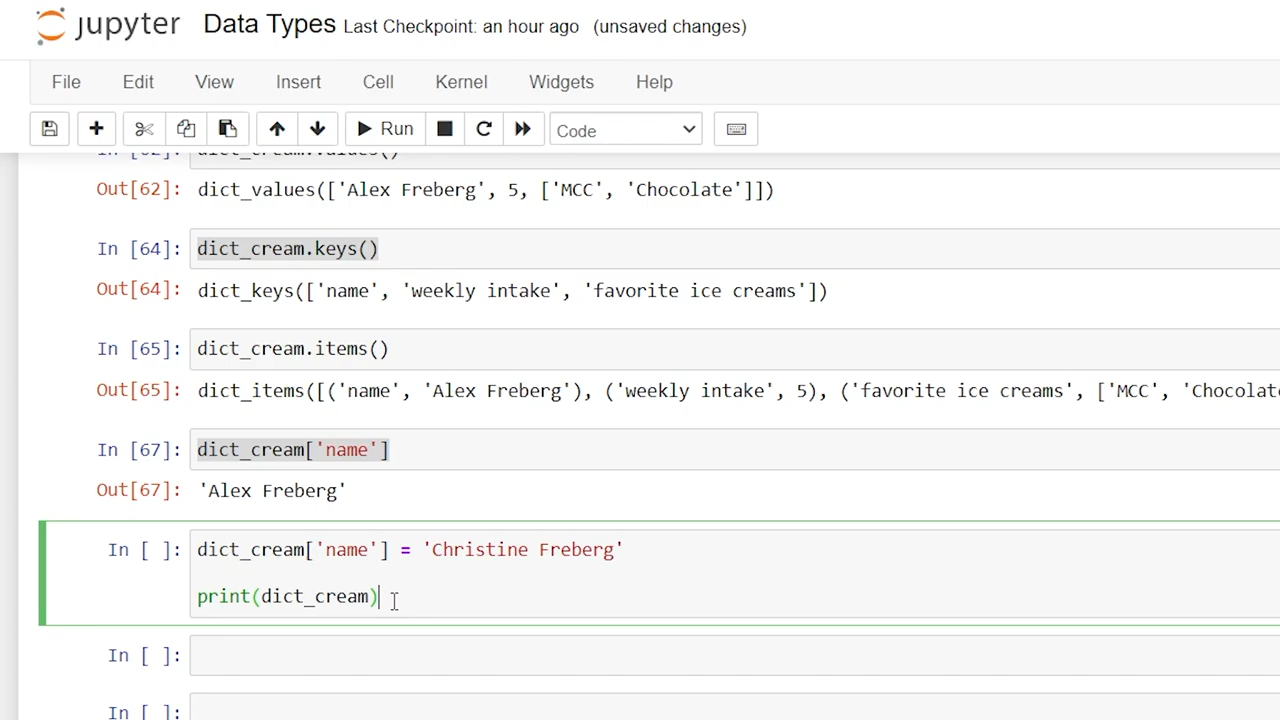 jupyter Data Types Last Checkpoint: an hour ago (unsaved changes)
File Edit View Insert Cell Kernel Widgets Help
Run Code
In [62]: dict_cream.values()
Out[62]: dict_values(['Alex Freberg', 5, ['MCC', 'Chocolate']])
In [64]: dict_cream.keys()
Out[64]: dict_keys(['name', 'weekly intake', 'favorite ice creams'])
In [65]: dict_cream.items()
Out[65]: dict_items([('name', 'Alex Freberg'), ('weekly intake', 5), ('favorite ice creams', ['MCC', 'Chocolat
In [67]: dict_cream['name']
Out[67]: 'Alex Freberg'
In [ ]: dict_cream['name'] = 'Christine Freberg'
print(dict_cream)
In [ ]:
In [ ]: